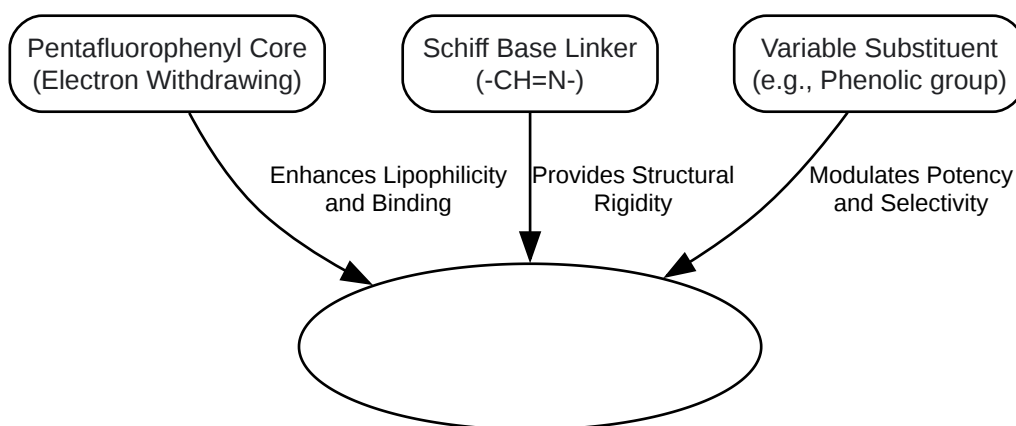 Pentafluorophenyl Core
(Electron Withdrawing)
Schiff Base Linker
(-CH=N-)
Variable Substituent
(e.g., Phenolic group)
Enhances Lipophilicity
and Binding
Provides Structural
Rigidity
Modulates Potency
and Selectivity